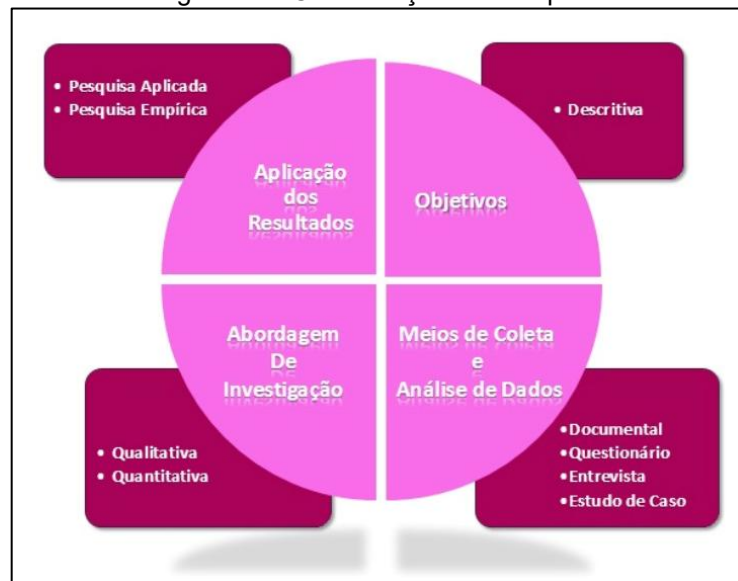 • Pesquisa Aplicada
• Pesquisa Empírica
• Descritiva
Aplicação
dos
Resultados
Objetivos
Abordagem
De
Investigação
Meios de Coleta
e
Análise de Dados
• Qualitativa
• Quantitativa
•Documental
•Questionário
•Entrevista
•Estudo de Caso